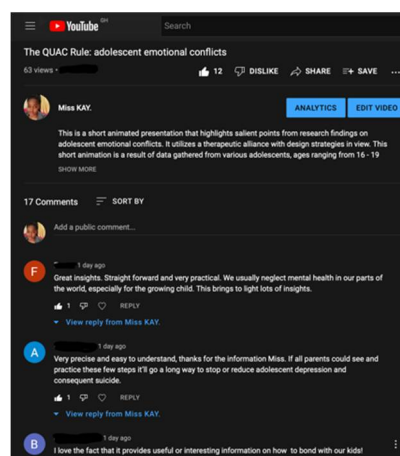 YouTube GH
Search
The QUAC Rule: adolescent emotional conflicts
63 views •
12 DISLIKE SHARE SAVE ...
Miss KAY.
ANALYTICS EDIT VIDEO
This is a short animated presentation that highlights salient points from research findings on
adolescent emotional conflicts. It utilizes a therapeutic alliance with design strategies in view. This
short animation is a result of data gathered from various adolescents, ages ranging from 16 - 19
SHOW MORE
17 Comments SORT BY
Add a public comment...
F
1 day ago
Great insights. Straight forward and very practical. We usually neglect mental health in our parts of
the world, especially for the growing child. This brings to light lots of insights.
1 REPLY
View reply from Miss KAY.
A
1 day ago
Very precise and easy to understand, thanks for the information Miss. If all parents could see and
practice these few steps it'll go a long way to stop or reduce adolescent depression and
consequent suicide.
1 REPLY
View reply from Miss KAY.
B
1 day ago
I love the fact that it provides useful or interesting information on how to bond with our kids!